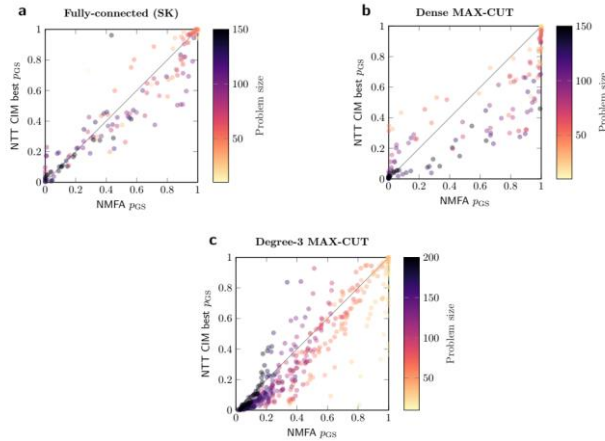 a
Fully-connected (SK)
NTT CIM best pGS
1
0.8
0.6
0.4
0.2
0
0 0.2 0.4 0.6 0.8 1
NMFA pGS
150
100
50
Problem size
b
Dense MAX-CUT
NTT CIM best pGS
1
0.8
0.6
0.4
0.2
0
0 0.2 0.4 0.6 0.8 1
NMFA pGS
150
100
50
Problem size
c
Degree-3 MAX-CUT
NTT CIM best pGS
1
0.8
0.6
0.4
0.2
0
0 0.2 0.4 0.6 0.8 1
NMFA pGS
200
150
100
50
Problem size